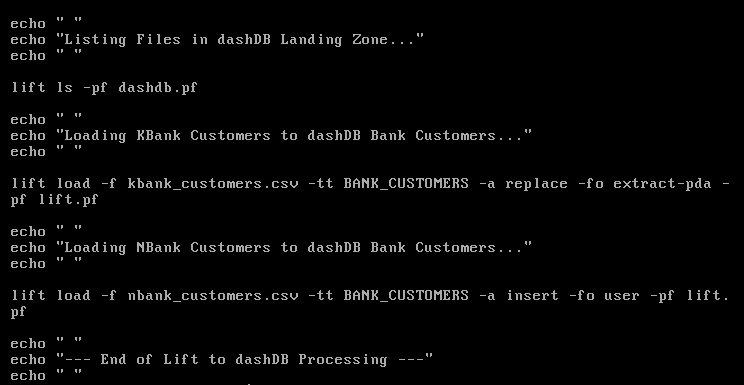 echo " "
echo "Listing Files in dashDB Landing Zone..."
echo " "
lift ls -pf dashdb.pf
echo " "
echo "Loading KBank Customers to dashDB Bank Customers..."
echo " "
lift load -f kbank_customers.csv -tt BANK_CUSTOMERS -a replace -fo extract-pda -
pf lift.pf
echo " "
echo "Loading NBank Customers to dashDB Bank Customers..."
echo " "
lift load -f nbank_customers.csv -tt BANK_CUSTOMERS -a insert -fo user -pf lift.
pf
echo " "
echo "--- End of Lift to dashDB Processing ---"
echo " "